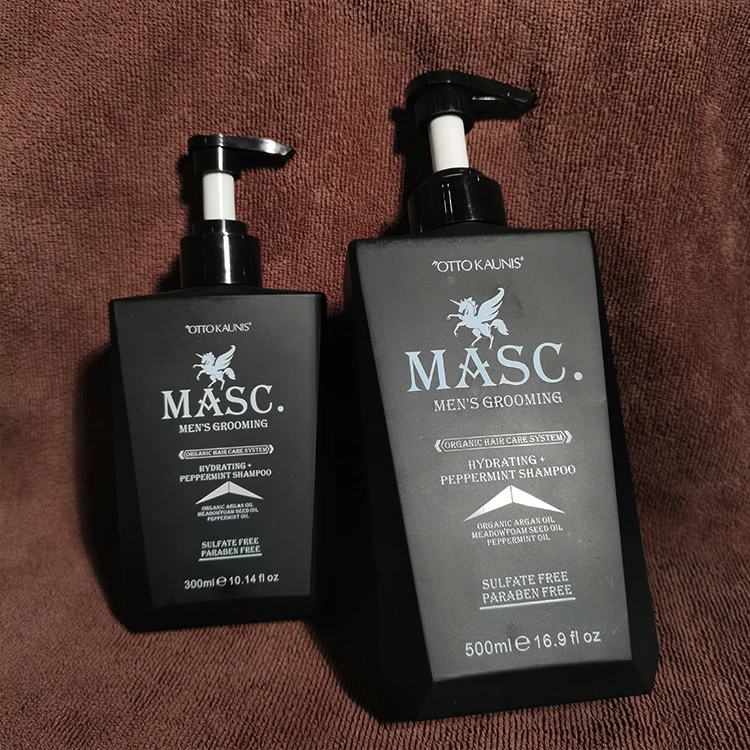 "OTTO KAUNIS®
MASC.
MEN'S GROOMING
ORGANIC HAIR CARE SYSTEM
HYDRATING +
PEPPERMINT SHAMPOO
ORGANIC ARGAN OIL
MEADOWFOAM SEED OIL
PEPPERMINT OIL
SULFATE FREE
PARABEN FREE
300ml ℮ 10.14 fl oz
"OTTO KAUNIS®
MASC.
MEN'S GROOMING
ORGANIC HAIR CARE SYSTEM
HYDRATING +
PEPPERMINT SHAMPOO
ORGANIC ARGAN OIL
MEADOWFOAM SEED OIL
PEPPERMINT OIL
SULFATE FREE
PARABEN FREE
500ml ℮ 16.9 fl oz